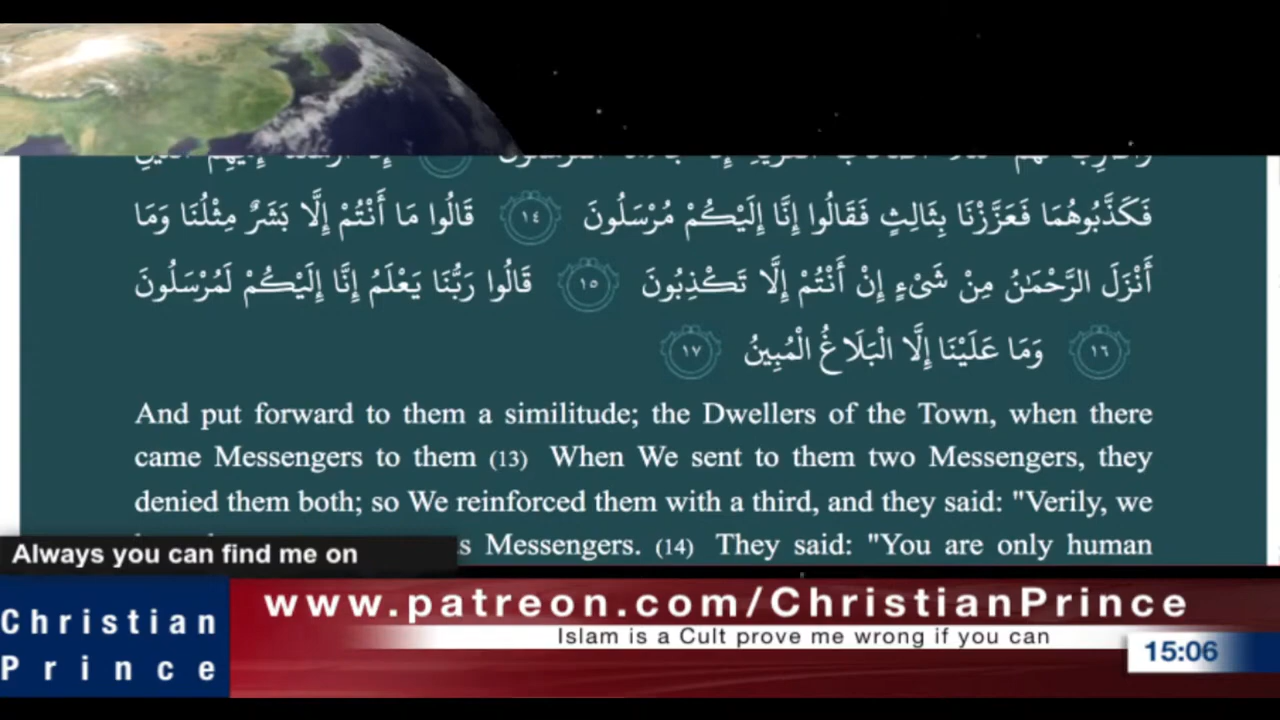 فَكَذَّبُوهُمَا فَعَزَّزْنَا بِثَالِثٍ فَقَالُوا إِنَّا إِلَيْكُمْ مُرْسَلُونَ ١٤ قَالُوا مَا أَنْتُمْ إِلَّا بَشَرٌ مِثْلُنَا وَمَا
أَنْزَلَ الرَّحْمَٰنُ مِنْ شَىْءٍ إِنْ أَنْتُمْ إِلَّا تَكْذِبُونَ ١٥ قَالُوا رَبُّنَا يَعْلَمُ إِنَّا إِلَيْكُمْ لَمُرْسَلُونَ
١٦ وَمَا عَلَيْنَا إِلَّا الْبَلَاغُ الْمُبِينُ ١٧
And put forward to them a similitude; the Dwellers of the Town, when there
came Messengers to them (13) When We sent to them two Messengers, they
denied them both; so We reinforced them with a third, and they said: "Verily, we
s Messengers. (14) They said: "You are only human
Always you can find me on
www.patreon.com/ChristianPrince
Christian
Prince
Islam is a Cult prove me wrong if you can
15:06